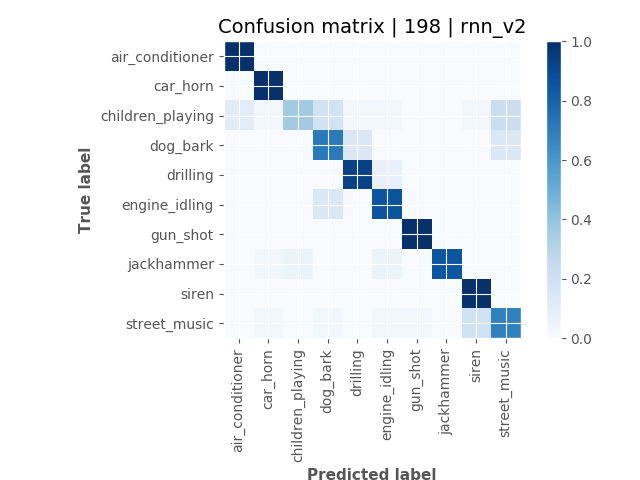 Confusion matrix | 198 | rnn_v2
True label
air_conditioner
car_horn
children_playing
dog_bark
drilling
engine_idling
gun_shot
jackhammer
siren
street_music
air_conditioner
car_horn
children_playing
dog_bark
drilling
engine_idling
gun_shot
jackhammer
siren
street_music
Predicted label
1.0
0.8
0.6
0.4
0.2
0.0